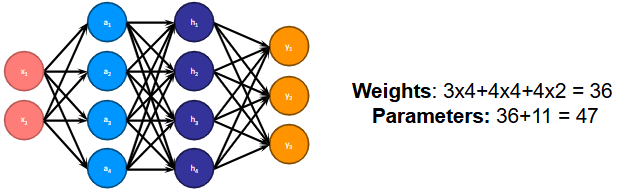 x₁
x₂
a₁
a₂
a₃
a₄
h₁
h₂
h₃
h₄
y₁
y₂
y₃
Weights: 3x4+4x4+4x2 = 36
Parameters: 36+11 = 47